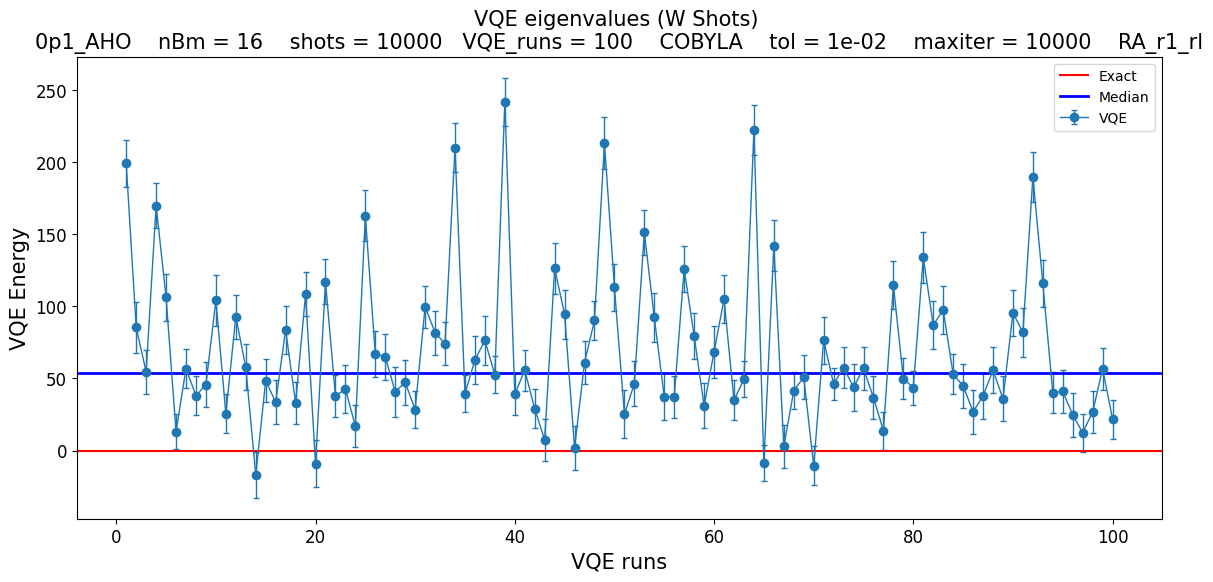 VQE eigenvalues (W Shots)
0p1_AHO nBm = 16 shots = 10000 VQE_runs = 100 COBYLA tol = 1e-02 maxiter = 10000 RA_r1_rl
Exact
Median
VQE
VQE Energy
250
200
150
100
50
0
0 20 40 60 80 100
VQE runs